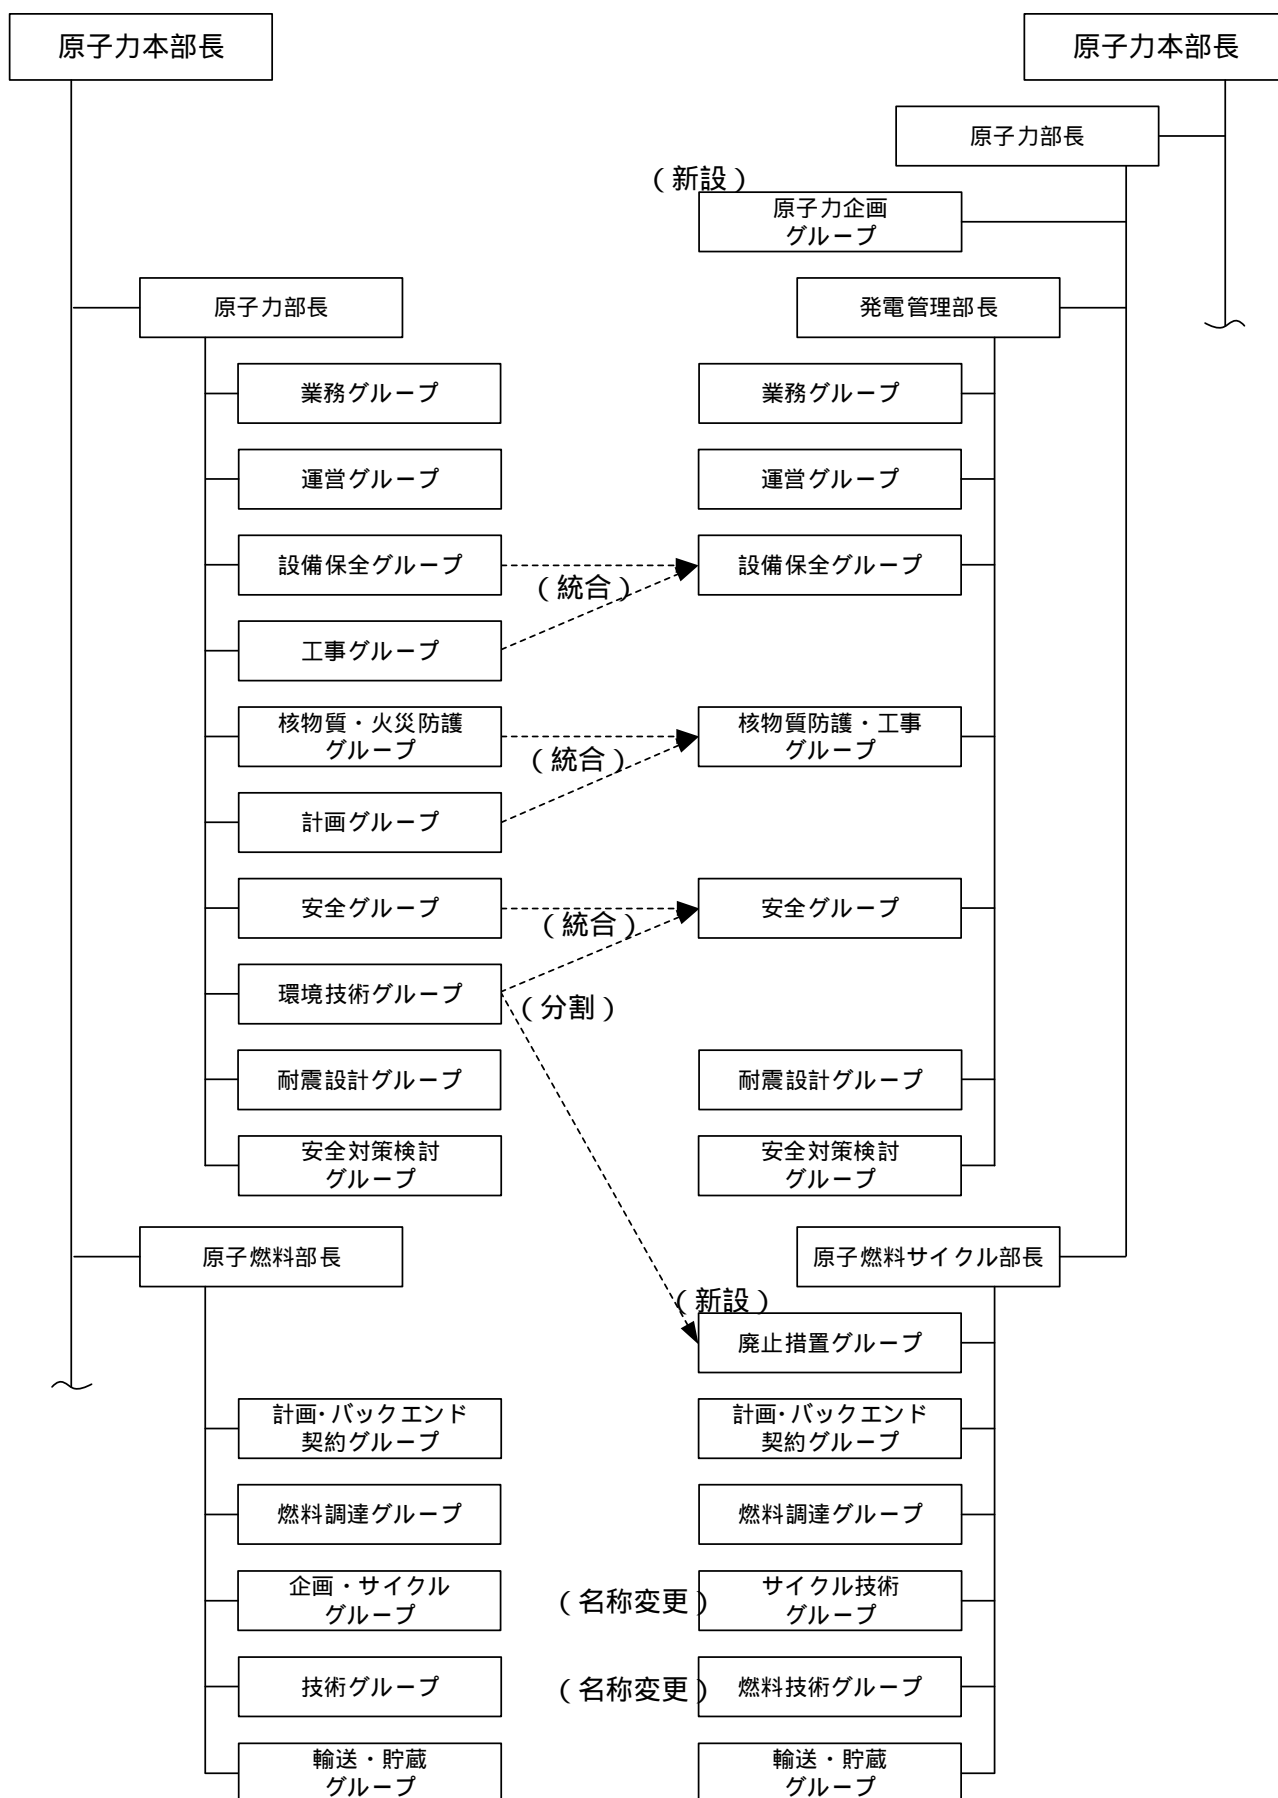 原子力本部長
原子力本部長
原子力部長
（新設）
原子力企画
グループ
原子力部長
発電管理部長
業務グループ
業務グループ
運営グループ
運営グループ
設備保全グループ
設備保全グループ
（統合）
工事グループ
核物質・火災防護
グループ
核物質防護・工事
グループ
（統合）
計画グループ
安全グループ
安全グループ
（統合）
環境技術グループ
（分割）
耐震設計グループ
耐震設計グループ
安全対策検討
グループ
安全対策検討
グループ
原子燃料部長
原子燃料サイクル部長
（新設）
廃止措置グループ
計画・バックエンド
契約グループ
計画・バックエンド
契約グループ
燃料調達グループ
燃料調達グループ
企画・サイクル
グループ
（名称変更）
サイクル技術
グループ
技術グループ
（名称変更）
燃料技術グループ
輸送・貯蔵
グループ
輸送・貯蔵
グループ